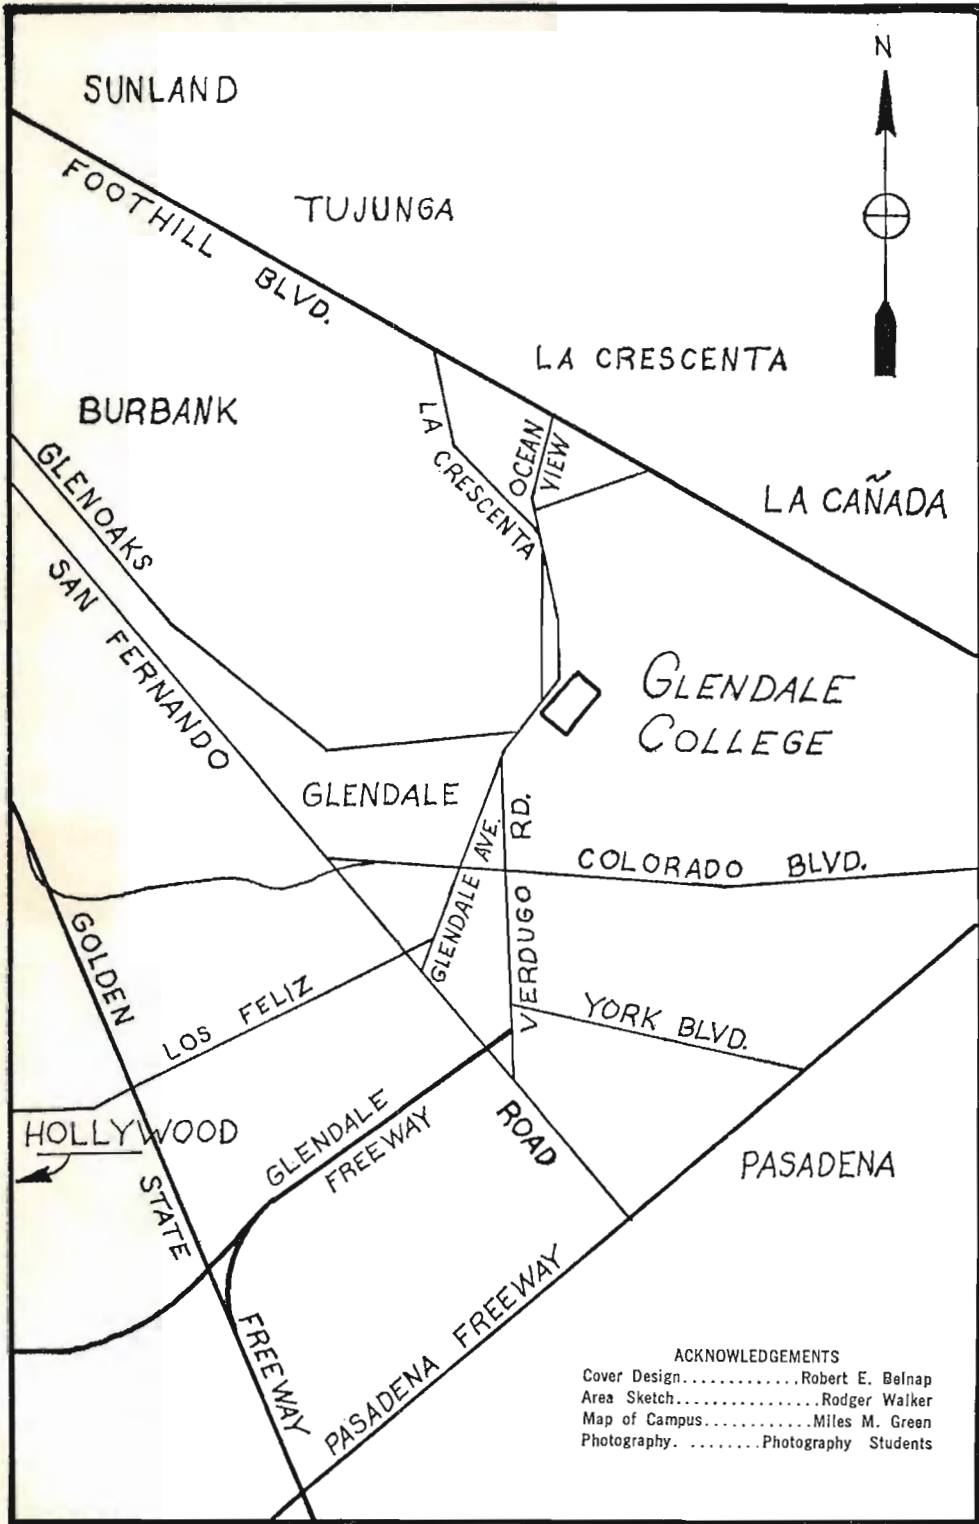 N
SUNLAND
FOOTHILL BLVD.
TUJUNGA
LA CRESCENTA
BURBANK
LA CRESCENTA
OCEAN
VIEW
GLENOAKS
LA CAÑADA
SAN FERNANDO
GLENDALE
COLLEGE
GLENDALE
GLENDALE AVE.
VERDUGO RD.
COLORADO BLVD.
GOLDEN
LOS FELIZ
YORK BLVD.
HOLLYWOOD
GLENDALE
FREEWAY
ROAD
PASADENA
STATE
FREEWAY
PASADENA FREEWAY
ACKNOWLEDGEMENTS
Cover Design.............Robert E. Belnap
Area Sketch................Rodger Walker
Map of Campus............Miles M. Green
Photography. ........Photography Students